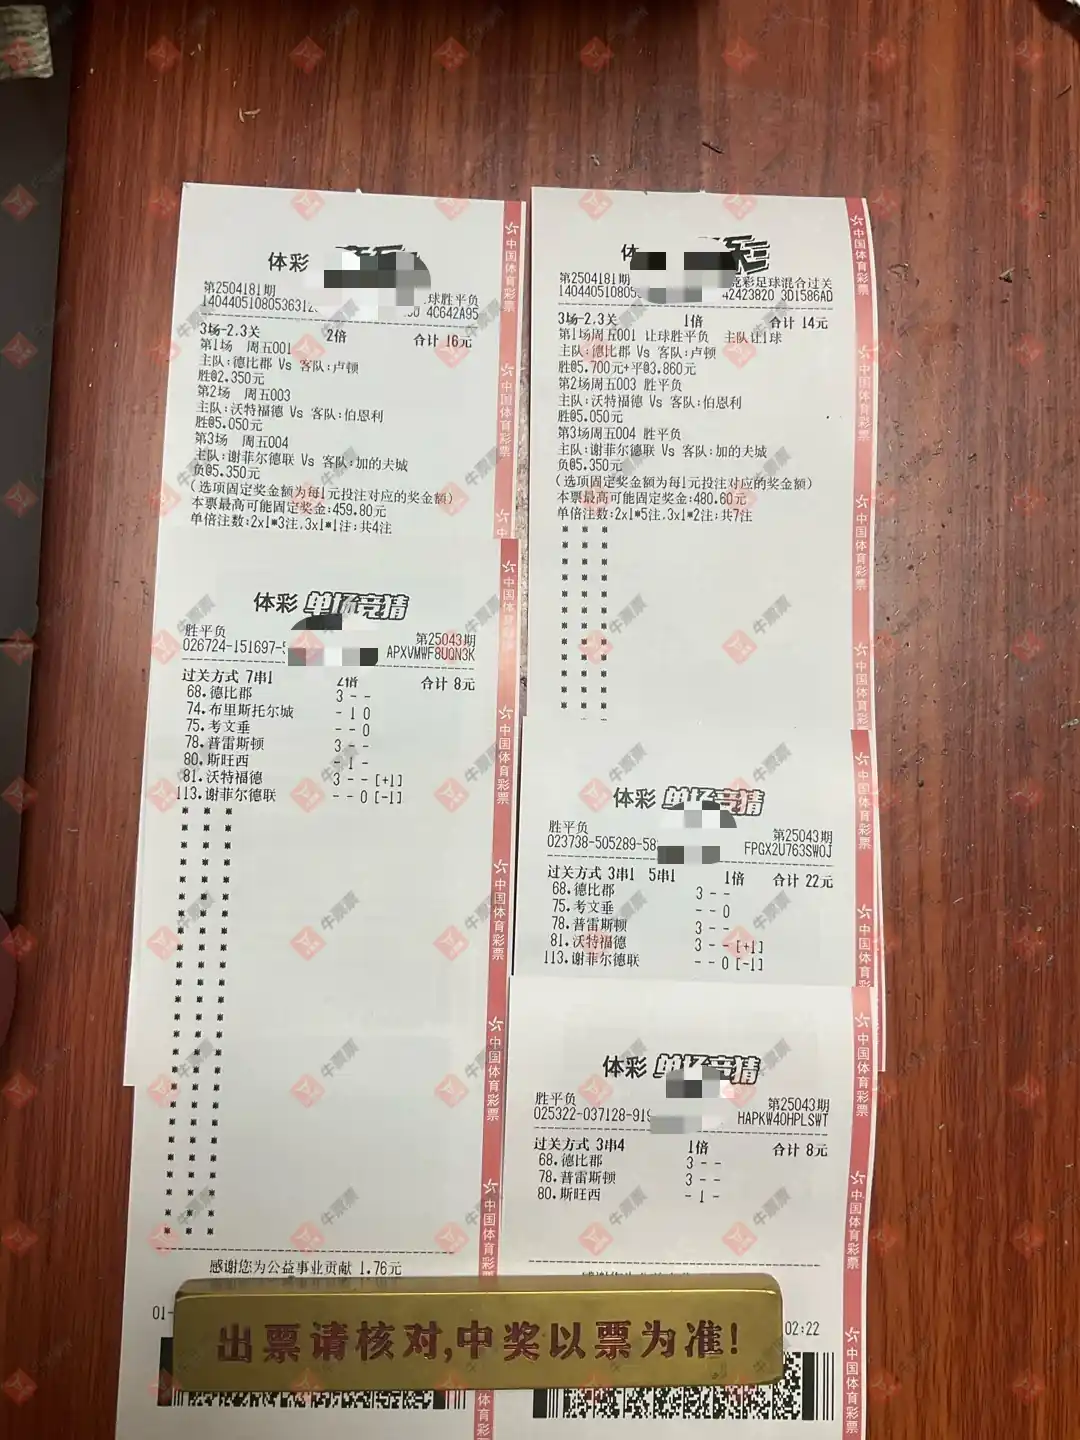 体彩
第2504181期
球胜平负
4C642A95
3场-2.3关 2倍 合计 16元
第1场 周五001
主队:德比郡 Vs 客队:卢顿
胜@2.350元
第2场 周五003
主队:沃特福德 Vs 客队:伯恩利
胜@5.050元
第3场 周五004
主队:谢菲尔德联 Vs 客队:加的夫城
负@5.350元
(选项固定奖金额为每1元投注对应的奖金额)
本票最高可能固定奖金:459.80元
单倍注数:2x1*3注,3x1*1注;共4注
体彩 单场竞猜
胜平负 第25043期
026724-151697- APXVMWF8UQN3K
过关方式 7串1 2倍 合计 8元
68.德比郡 3 - -
74.布里斯托尔城 - 1 0
75.考文垂 - - 0
78.普雷斯顿 3 - -
80.斯旺西 - 1 -
81.沃特福德 3 - - [+1]
113.谢菲尔德联 - - 0 [-1]
感谢您为公益事业贡献 1.76元
01-
第2504181期 竞彩足球混合过关
42423820 3D1586AD
3场-2.3关 1倍 合计 14元
第1场周五001 让球胜平负 主队让1球
主队:德比郡 Vs 客队:卢顿
胜@5.700元+平@3.860元
第2场周五003 胜平负
主队:沃特福德 Vs 客队:伯恩利
胜@5.050元
第3场周五004 胜平负
主队:谢菲尔德联 Vs 客队:加的夫城
负@5.350元
(选项固定奖金额为每1元投注对应的奖金额)
本票最高可能固定奖金:480.60元
单倍注数:2x1*5注,3x1*2注;共7注
体彩 单场竞猜
胜平负 第25043期
023738-505289-58 FPGX2U763SW0J
过关方式 3串1 5串1 1倍 合计 22元
68.德比郡 3 - -
75.考文垂 - - 0
78.普雷斯顿 3 - -
81.沃特福德 3 - - [+1]
113.谢菲尔德联 - - 0 [-1]
体彩 单场竞猜
胜平负 第25043期
025322-037128-919 HAPKW40HPLSWT
过关方式 3串4 1倍 合计 8元
68.德比郡 3 - -
78.普雷斯顿 3 - -
80.斯旺西 - 1 -
02:22
出票请核对,中奖以票为准!
中国体育彩票
牛票票